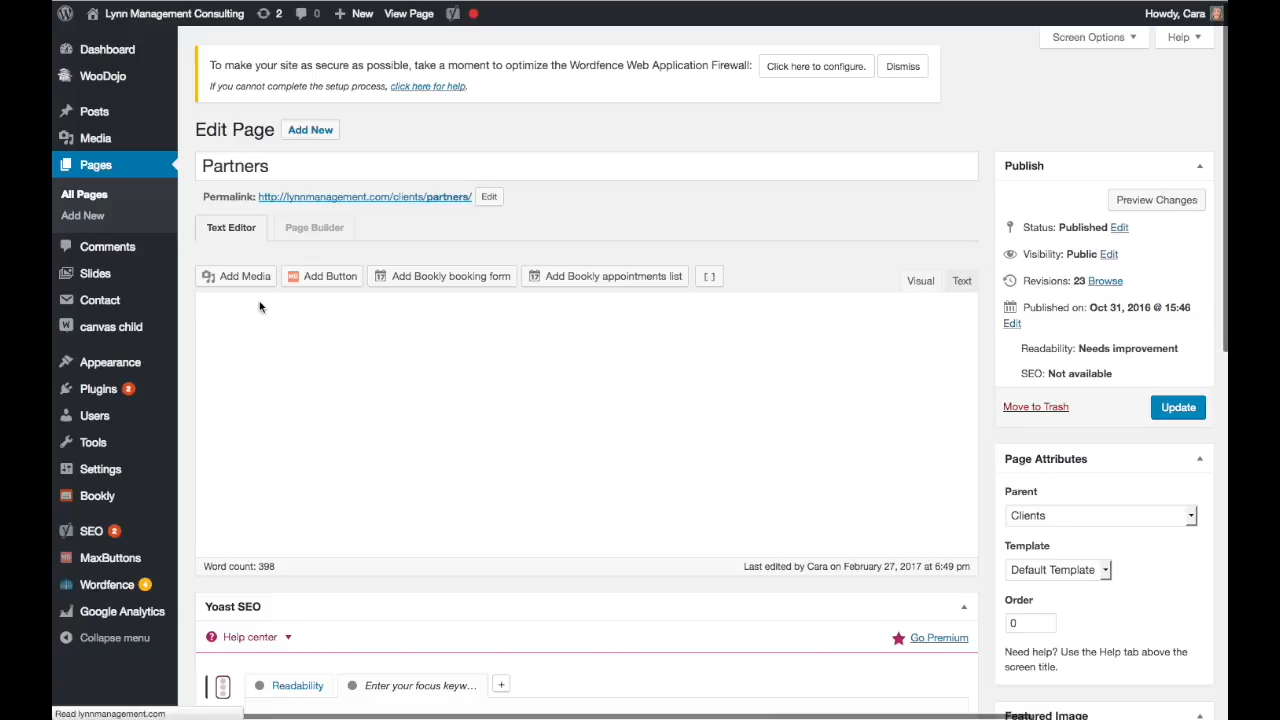 Lynn Management Consulting 2 0 New View Page Howdy, Cara
Screen Options Help
Dashboard
WooDojo
Posts
Media
Pages
All Pages
Add New
Comments
Slides
Contact
canvas child
Appearance
Plugins 2
Users
Tools
Settings
Bookly
SEO 2
MaxButtons
Wordfence 4
Google Analytics
Collapse menu
To make your site as secure as possible, take a moment to optimize the Wordfence Web Application Firewall: Click here to configure. Dismiss
If you cannot complete the setup process, click here for help.
Edit Page Add New
Partners
Permalink: http://lynnmanagement.com/clients/partners/ Edit
Text Editor Page Builder
Add Media Add Button Add Bookly booking form Add Bookly appointments list [ ]
Visual Text
Word count: 398 Last edited by Cara on February 27, 2017 at 6:49 pm
Yoast SEO
Help center Go Premium
Readability Enter your focus keyw... +
Publish
Preview Changes
Status: Published Edit
Visibility: Public Edit
Revisions: 23 Browse
Published on: Oct 31, 2016 @ 15:46
Edit
Readability: Needs improvement
SEO: Not available
Move to Trash Update
Page Attributes
Parent
Clients
Template
Default Template
Order
0
Need help? Use the Help tab above the
screen title.
Featured Image
Read lynnmanagement.com